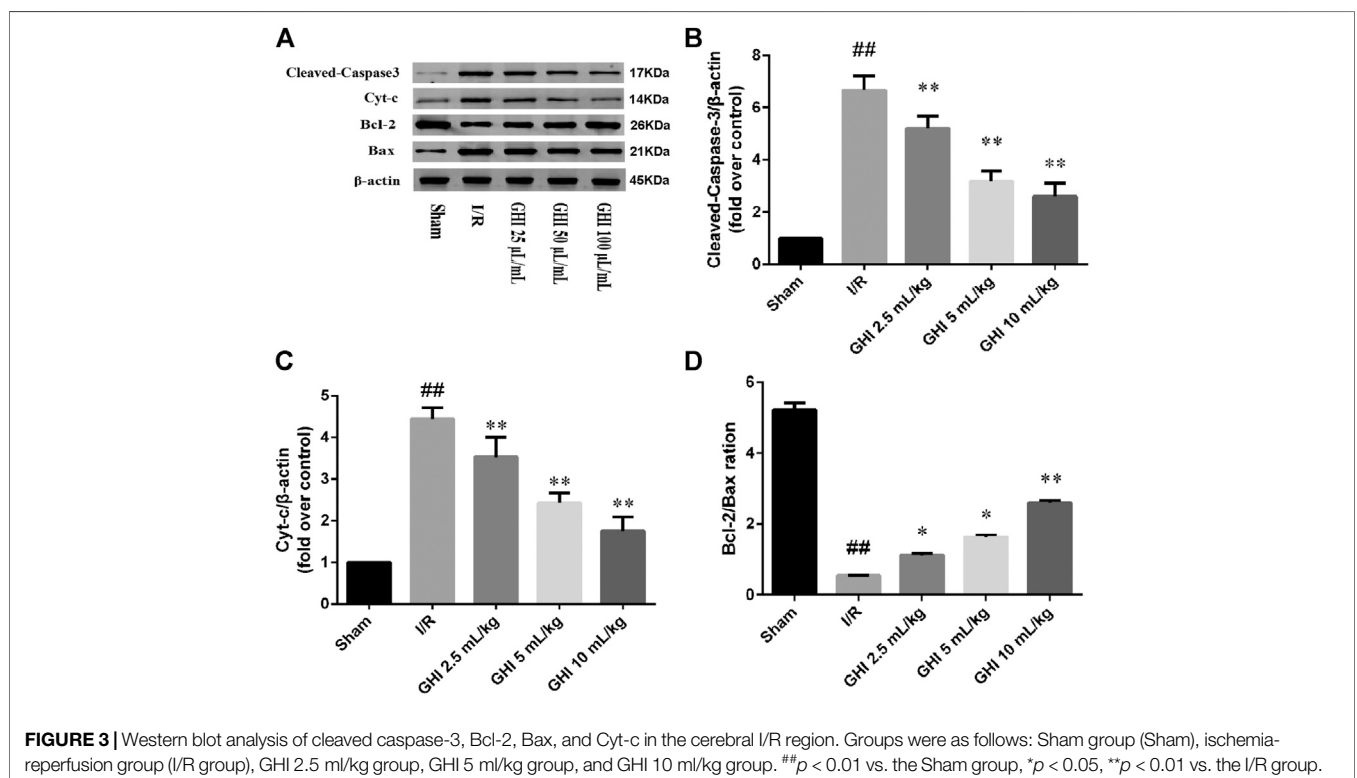 A
Cleaved-Caspase3
17KDa
Cyt-c
14KDa
Bcl-2
26KDa
Bax
21KDa
β-actin
45KDa
Sham
I/R
GHI 25 μL/mL
GHI 50 μL/mL
GHI 100 μL/mL
B
Cleaved-Caspase-3/β-actin
(fold over control)
8
6
4
2
0
##
**
**
**
Sham
I/R
GHI 2.5 mL/kg
GHI 5 mL/kg
GHI 10 mL/kg
C
Cyt-c/β-actin
(fold over control)
5
4
3
2
1
0
##
**
**
**
Sham
I/R
GHI 2.5 mL/kg
GHI 5 mL/kg
GHI 10 mL/kg
D
Bcl-2/Bax ration
6
4
2
0
##
*
*
**
Sham
I/R
GHI 2.5 mL/kg
GHI 5 mL/kg
GHI 10 mL/kg
FIGURE 3 | Western blot analysis of cleaved caspase-3, Bcl-2, Bax, and Cyt-c in the cerebral I/R region. Groups were as follows: Sham group (Sham), ischemia-
reperfusion group (I/R group), GHI 2.5 ml/kg group, GHI 5 ml/kg group, and GHI 10 ml/kg group. ##p < 0.01 vs. the Sham group, *p < 0.05, **p < 0.01 vs. the I/R group.